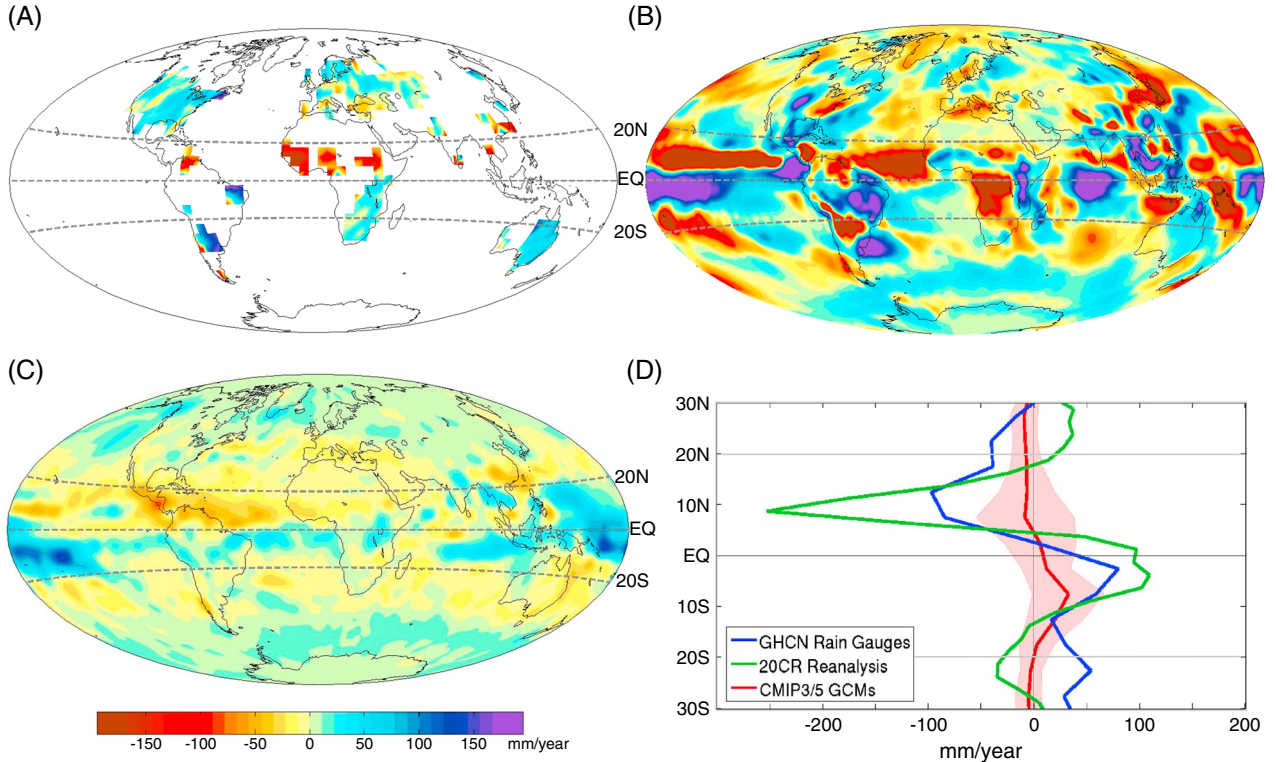 (A)
(B)
20N
EQ
20S
(C)
(D)
20N
EQ
20S
30N
20N
10N
EQ
10S
20S
30S
GHCN Rain Gauges
20CR Reanalysis
CMIP3/5 GCMs
-200 -100 0 100 200
mm/year
-150 -100 -50 0 50 100 150 mm/year